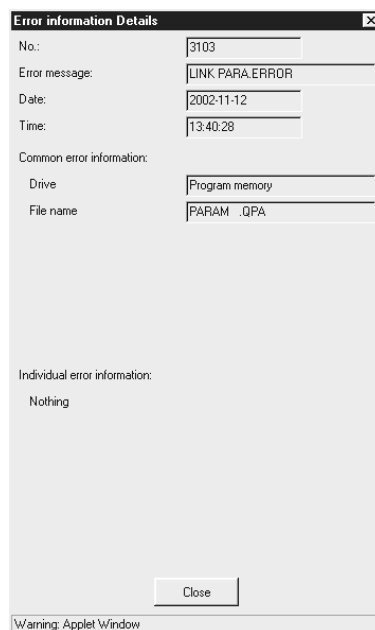 Error information Details
No.: 3103
Error message: LINK PARA.ERROR
Date: 2002-11-12
Time: 13:40:28
Common error information:
Drive Program memory
File name PARAM .QPA
Individual error information:
Nothing
Close
Warning: Applet Window